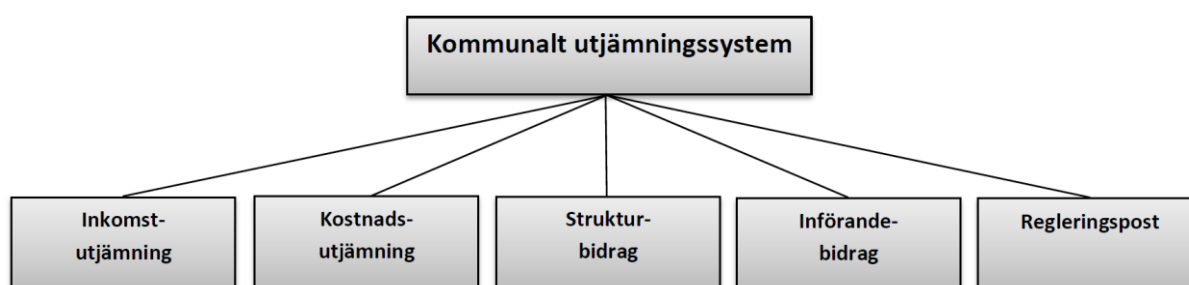 Kommunalt utjämningssystem
Inkomst-
utjämning
Kostnads-
utjämning
Struktur-
bidrag
Införande-
bidrag
Regleringspost